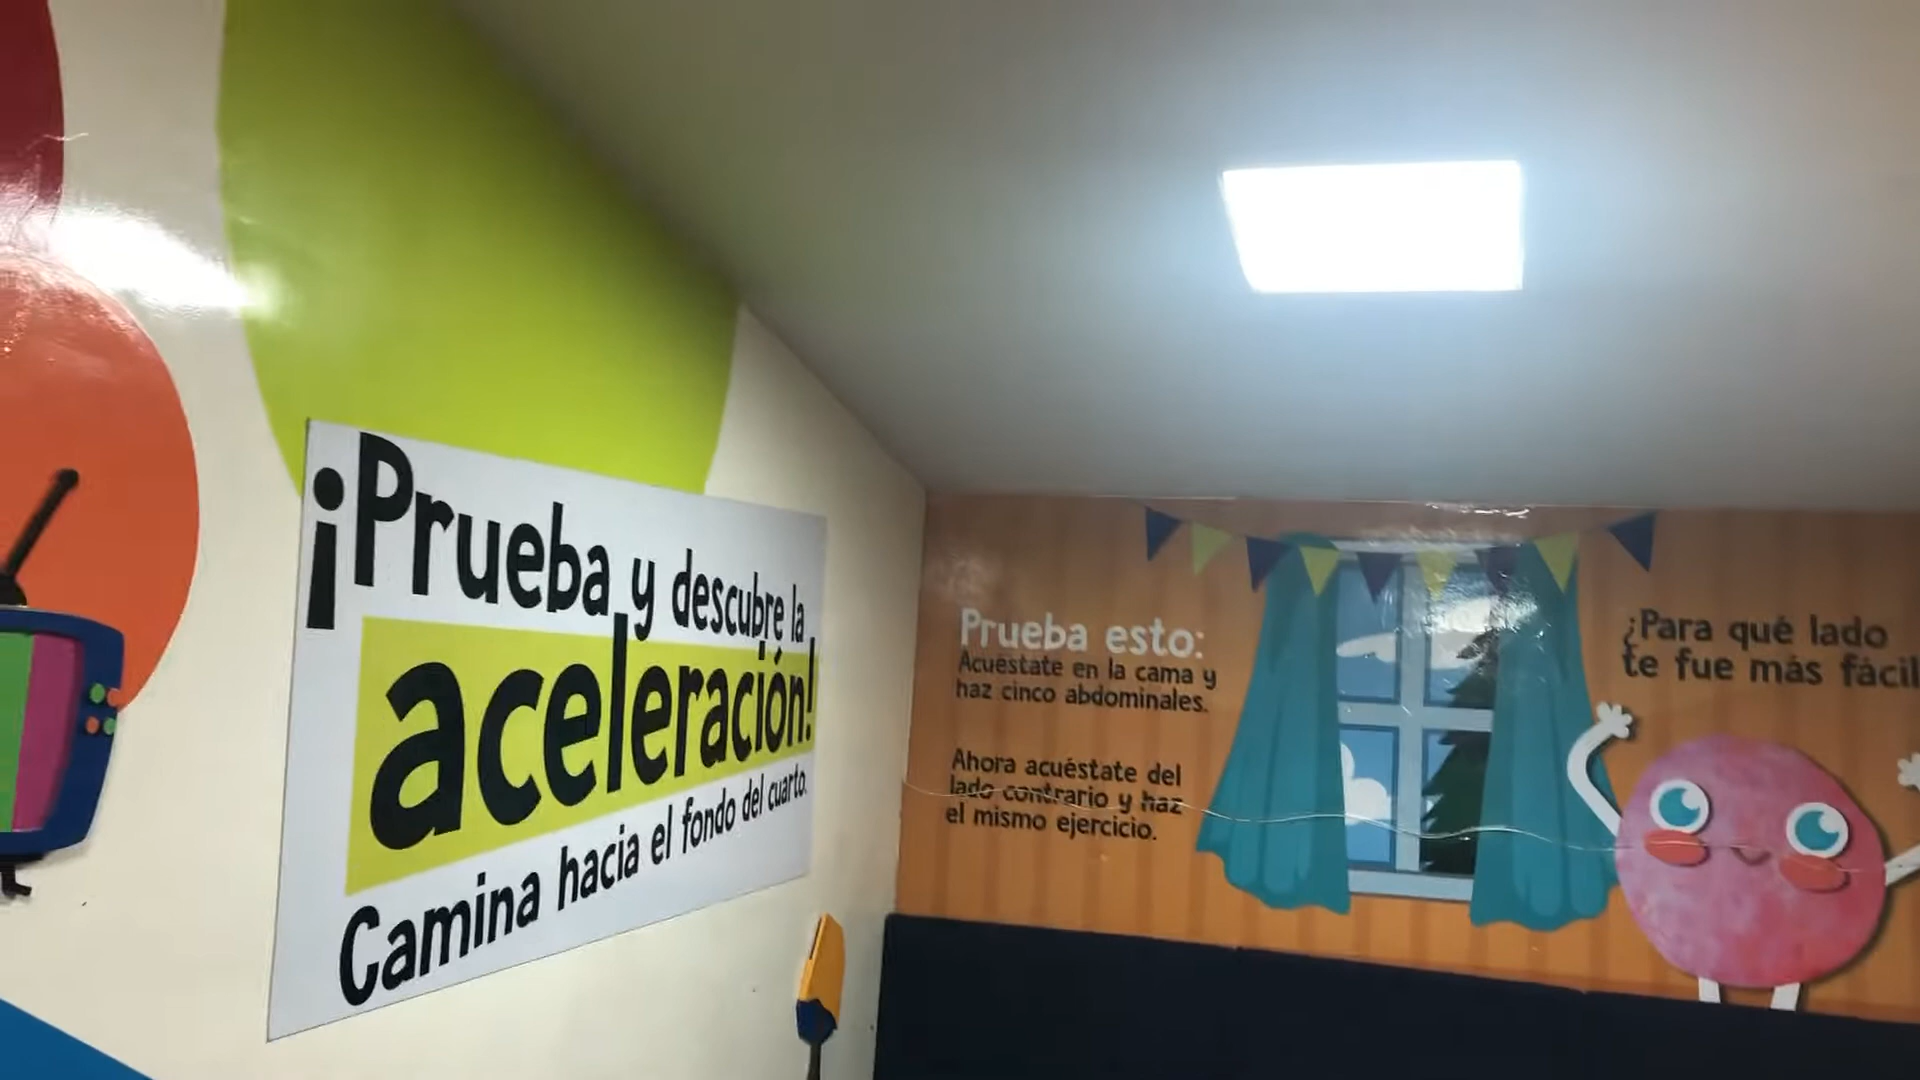 ¡Prueba y descubre la
aceleración!
Camina hacia el fondo del cuarto.
Prueba esto:
Acuéstate en la cama y
haz cinco abdominales.
Ahora acuéstate del
lado contrario y haz
el mismo ejercicio.
¿Para qué lado
te fue más fácil